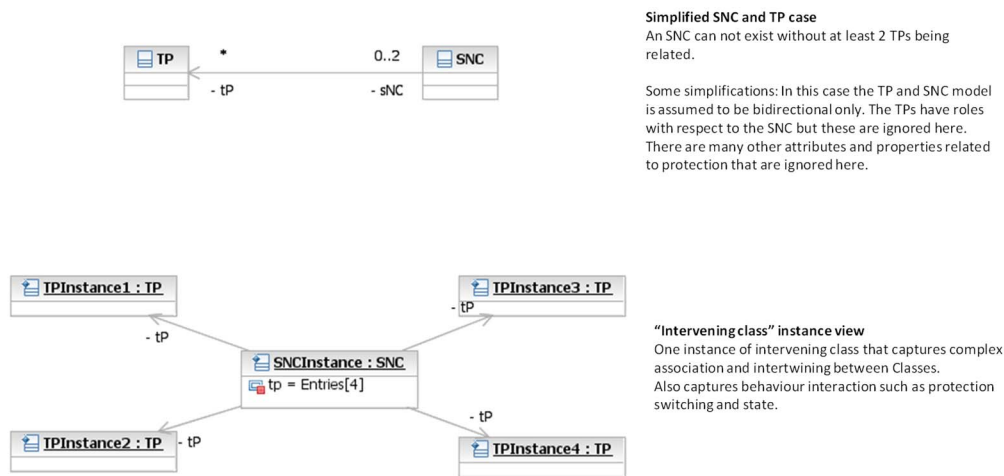 Simplified SNC and TP case
An SNC can not exist without at least 2 TPs being
related.
Some simplifications: In this case the TP and SNC model
is assumed to be bidirectional only. The TPs have roles
with respect to the SNC but these are ignored here.
There are many other attributes and properties related
to protection that are ignored here.
TP
*
0..2
SNC
- tP
- sNC
TPInstance1 : TP
TPInstance3 : TP
- tP
- tP
SNCInstance : SNC
tp = Entries[4]
- tP
- tP
TPInstance2 : TP
TPInstance4 : TP
“Intervening class” instance view
One instance of intervening class that captures complex
association and intertwining between Classes.
Also captures behaviour interaction such as protection
switching and state.